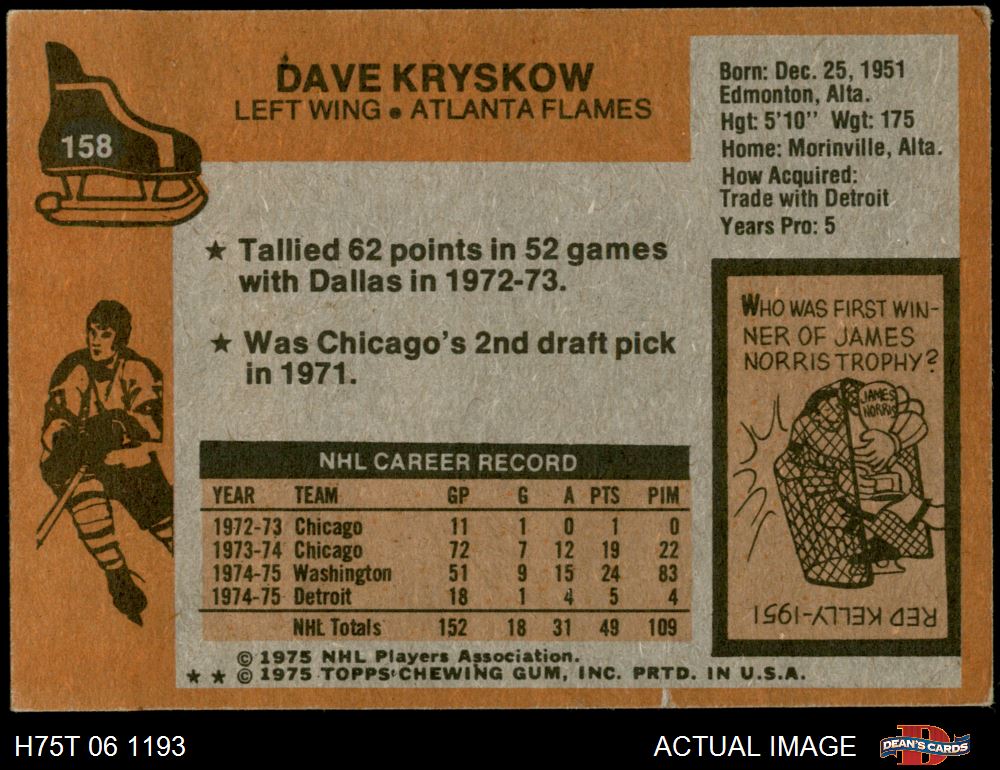 158
DAVE KRYSKOW
LEFT WING • ATLANTA FLAMES
Born: Dec. 25, 1951
Edmonton, Alta.
Hgt: 5'10" Wgt: 175
Home: Morinville, Alta.
How Acquired:
Trade with Detroit
Years Pro: 5
★ Tallied 62 points in 52 games
with Dallas in 1972-73.
★ Was Chicago's 2nd draft pick
in 1971.
WHO WAS FIRST WIN-
NER OF JAMES
NORRIS TROPHY?
JAMES
NORRIS
RED KELLY-1951
NHL CAREER RECORD
YEAR TEAM GP G A PTS PIM
1972-73 Chicago 11 1 0 1 0
1973-74 Chicago 72 7 12 19 22
1974-75 Washington 51 9 15 24 83
1974-75 Detroit 18 1 4 5 4
NHL Totals 152 18 31 49 109
© 1975 NHL Players Association.
★ ★ © 1975 TOPPS CHEWING GUM, INC. PRTD. IN U.S.A.
H75T 06 1193
ACTUAL IMAGE
D
DEAN'S CARDS